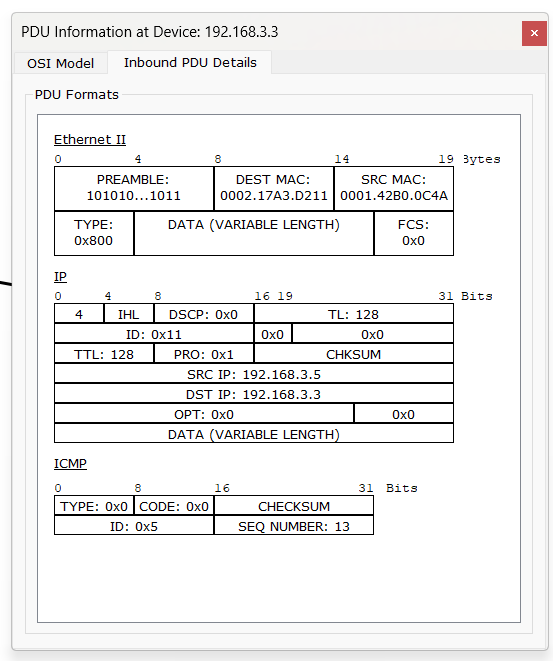 PDU Information at Device: 192.168.3.3
×
OSI Model Inbound PDU Details
PDU Formats
Ethernet II
0 4 8 14 19 Bytes
PREAMBLE: DEST MAC: SRC MAC:
101010...1011 0002.17A3.D211 0001.42B0.0C4A
TYPE: DATA (VARIABLE LENGTH) FCS:
0x800 0x0
IP
0 4 8 16 19 31 Bits
4 IHL DSCP: 0x0 TL: 128
ID: 0x11 0x0 0x0
TTL: 128 PRO: 0x1 CHKSUM
SRC IP: 192.168.3.5
DST IP: 192.168.3.3
OPT: 0x0 0x0
DATA (VARIABLE LENGTH)
ICMP
0 8 16 31 Bits
TYPE: 0x0 CODE: 0x0 CHECKSUM
ID: 0x5 SEQ NUMBER: 13